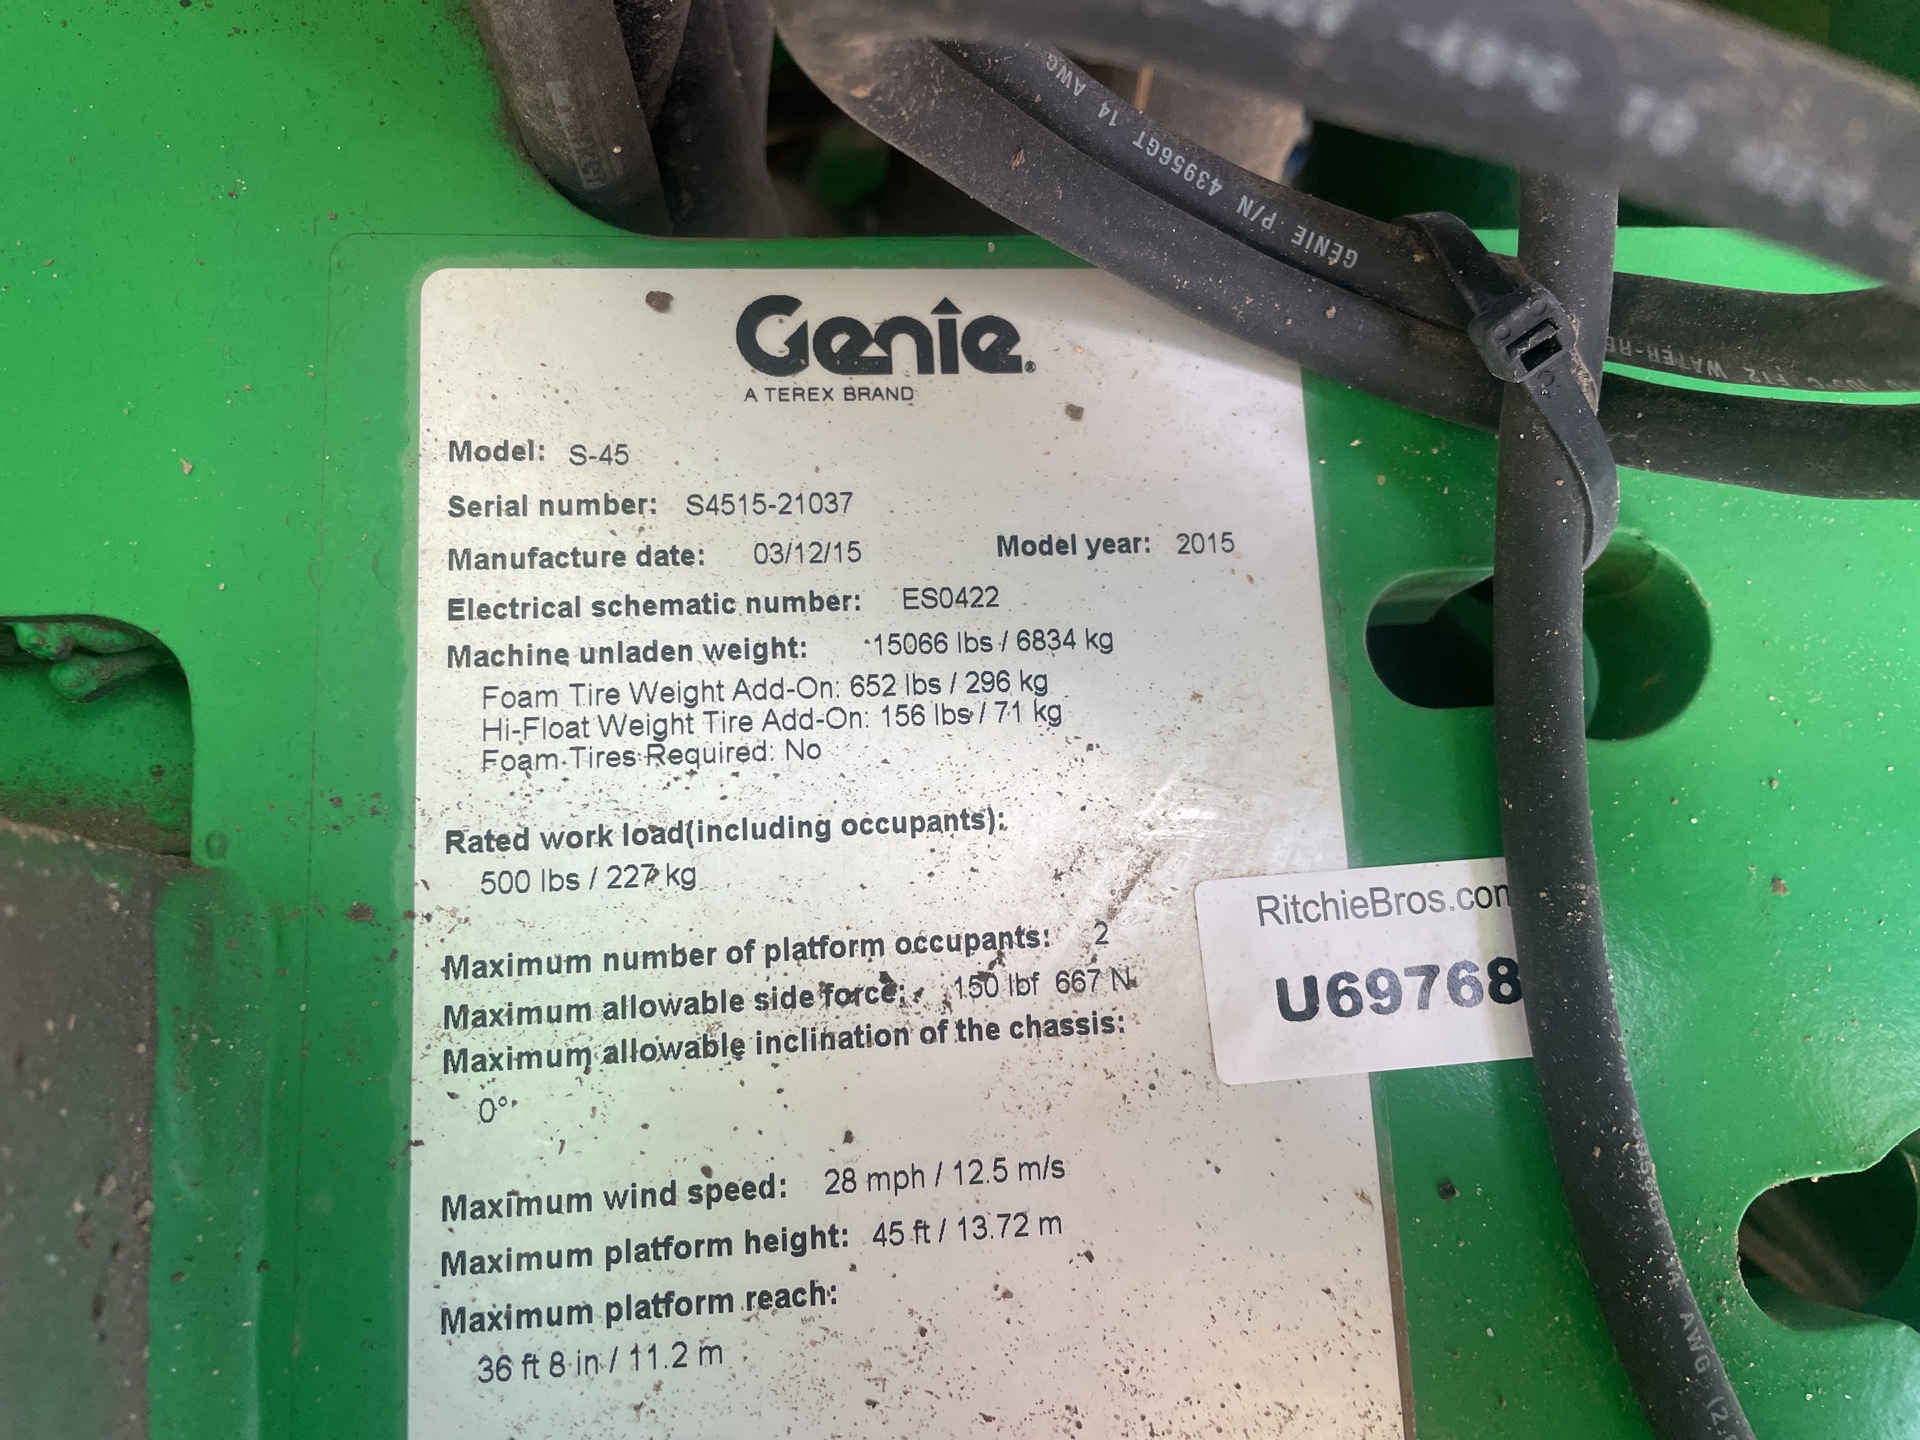 Genie®
A TEREX BRAND
Model: S-45
Serial number: S4515-21037
Manufacture date: 03/12/15 Model year: 2015
Electrical schematic number: ES0422
Machine unladen weight: 15066 lbs / 6834 kg
Foam Tire Weight Add-On: 652 lbs / 296 kg
Hi-Float Weight Tire Add-On: 156 lbs / 71 kg
Foam Tires Required: No
Rated work load(including occupants):
500 lbs / 227 kg
Maximum number of platform occupants: 2
Maximum allowable side force: 150 lbf 667 N
Maximum allowable inclination of the chassis:
0°
Maximum wind speed: 28 mph / 12.5 m/s
Maximum platform height: 45 ft / 13.72 m
Maximum platform reach:
36 ft 8 in / 11.2 m
RitchieBros.com
U69768
GENIE P/N 43956GT 14 AWG
105°C FT2 WATER-RE
AWG